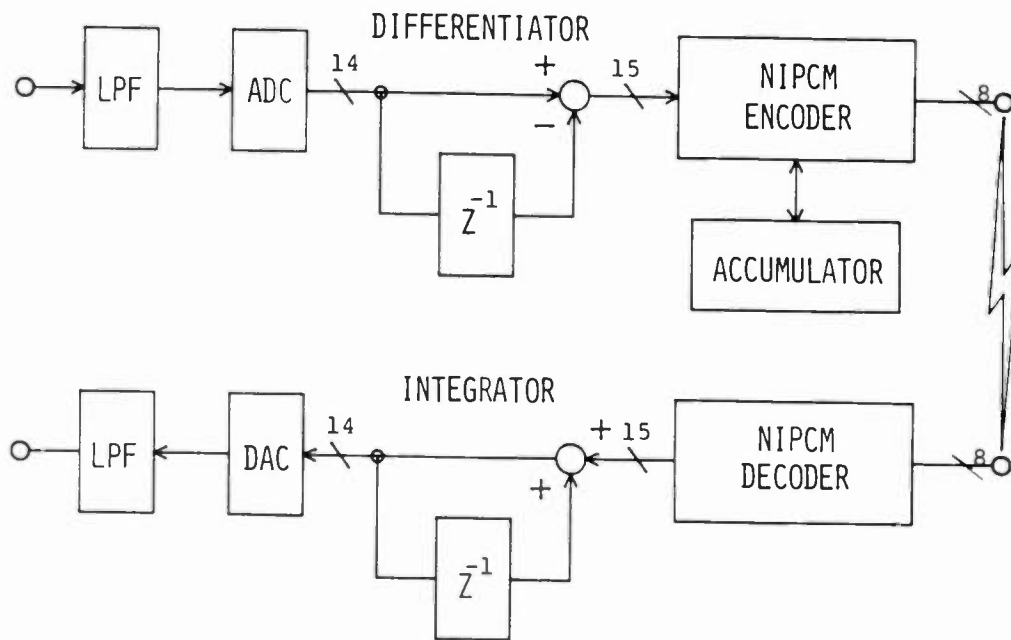 DIFFERENTIATOR
LPF
ADC
14
+
−
15
NIPCM
ENCODER
8
Z⁻¹
ACCUMULATOR
INTEGRATOR
LPF
DAC
14
+
+
15
NIPCM
DECODER
8
Z⁻¹